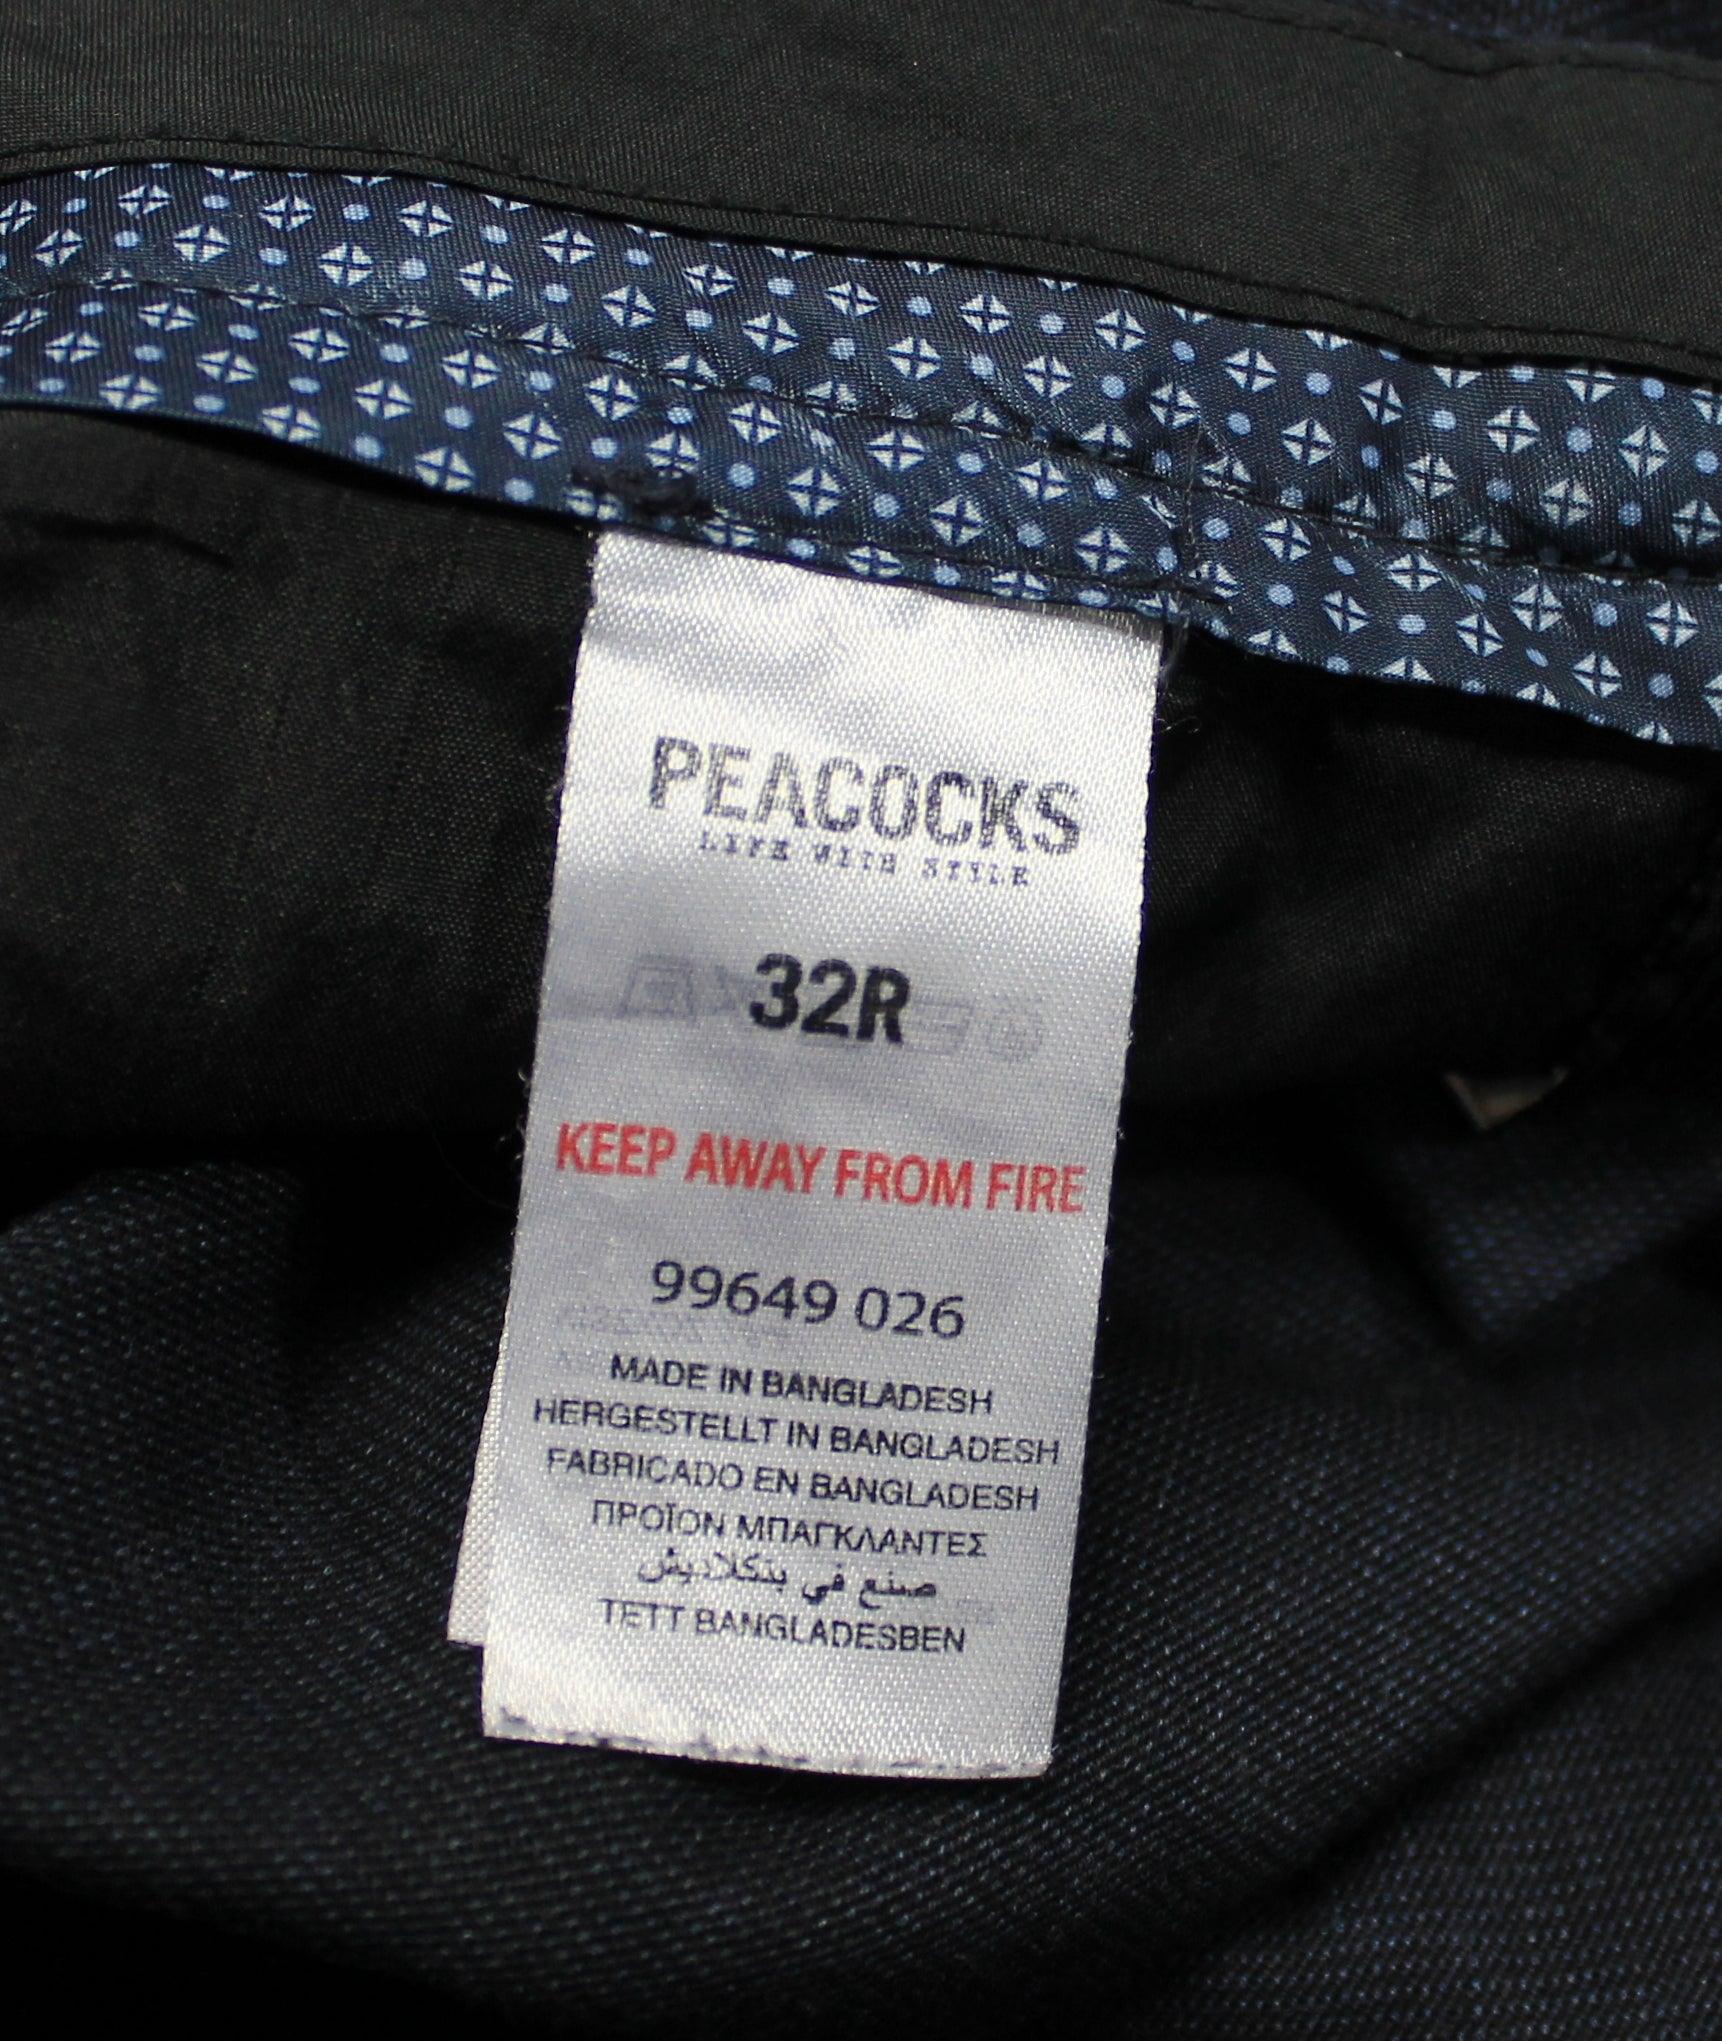 PEACOCKS
LIFE WITH STYLE
32R
KEEP AWAY FROM FIRE
99649 026
MADE IN BANGLADESH
HERGESTELLT IN BANGLADESH
FABRICADO EN BANGLADESH
ΠΡΟΪΟΝ ΜΠΑΓΚΛΑΝΤΕΣ
صنع في بنكلاديش
TETT BANGLADESBEN